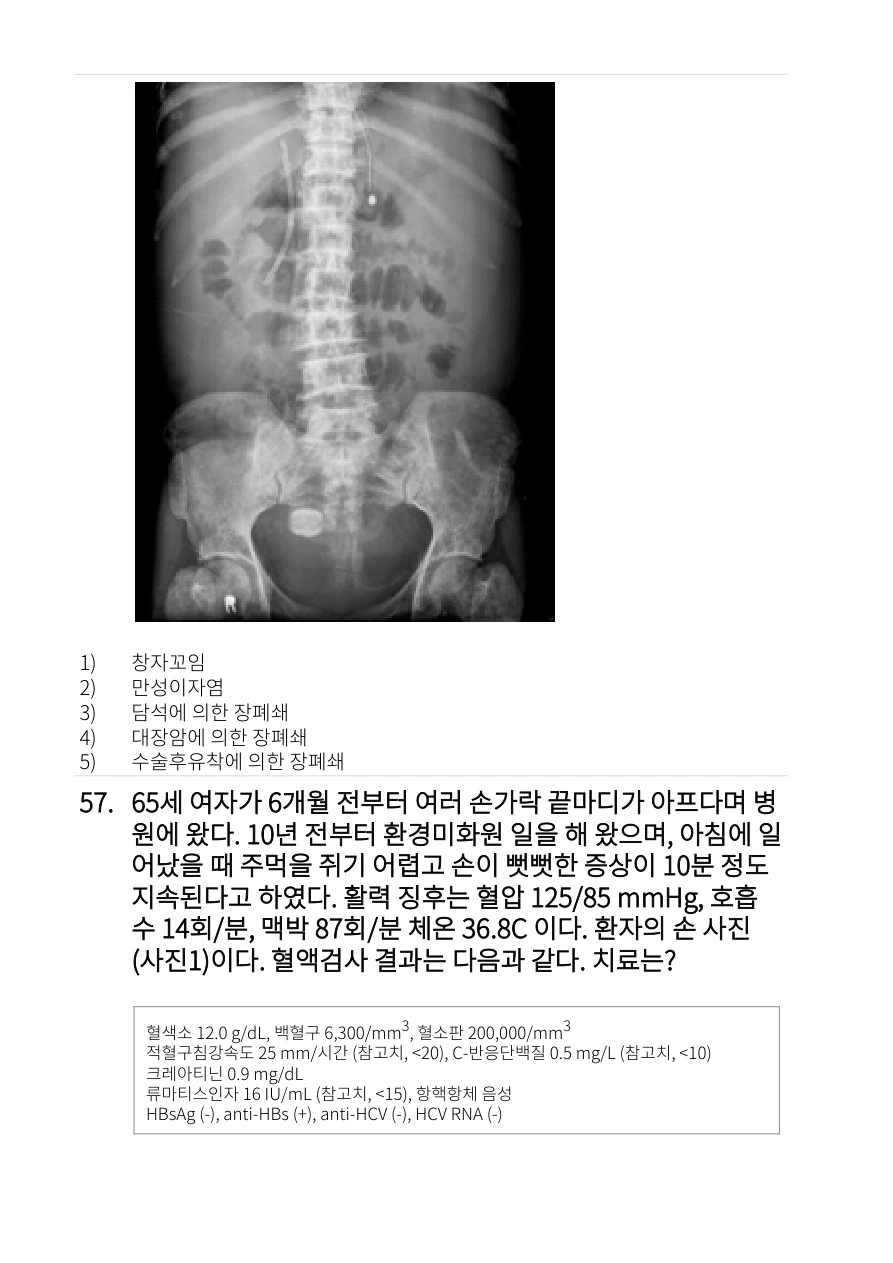 1) 창자꼬임
2) 만성이자염
3) 담석에 의한 장폐쇄
4) 대장암에 의한 장폐쇄
5) 수술후유착에 의한 장폐쇄
57. 65세 여자가 6개월 전부터 여러 손가락 끝마디가 아프다며 병
원에 왔다. 10년 전부터 환경미화원 일을 해 왔으며, 아침에 일
어났을 때 주먹을 쥐기 어렵고 손이 뻣뻣한 증상이 10분 정도
지속된다고 하였다. 활력 징후는 혈압 125/85 mmHg, 호흡
수 14회/분, 맥박 87회/분 체온 36.8C 이다. 환자의 손 사진
(사진1)이다. 혈액검사 결과는 다음과 같다. 치료는?
혈색소 12.0 g/dL, 백혈구 6,300/mm³, 혈소판 200,000/mm³
적혈구침강속도 25 mm/시간 (참고치, <20), C-반응단백질 0.5 mg/L (참고치, <10)
크레아티닌 0.9 mg/dL
류마티스인자 16 IU/mL (참고치, <15), 항핵항체 음성
HBsAg (-), anti-HBs (+), anti-HCV (-), HCV RNA (-)